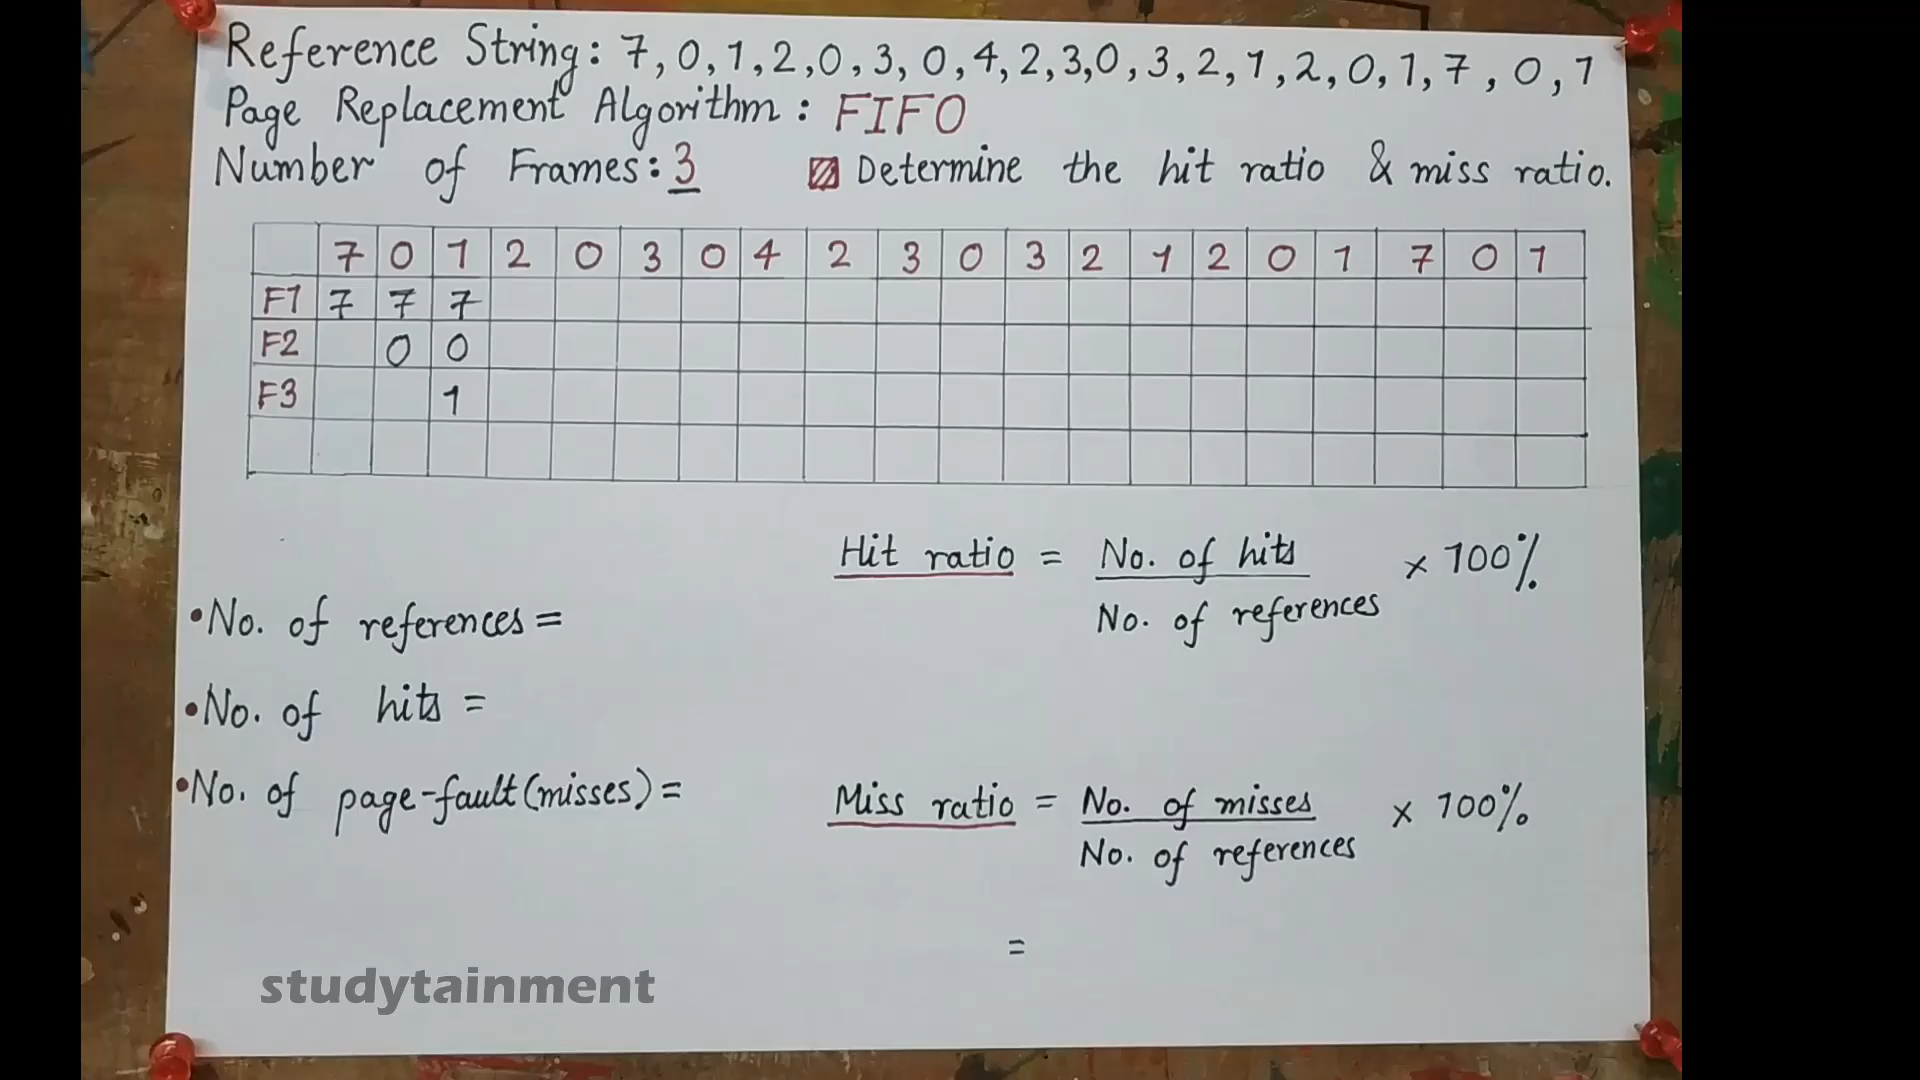 Reference String: 7, 0, 1, 2, 0, 3, 0, 4, 2, 3, 0, 3, 2, 1, 2, 0, 1, 7, 0, 1
Page Replacement Algorithm: FIFO
Number of Frames: 3 Determine the hit ratio & miss ratio.
7 0 1 2 0 3 0 4 2 3 0 3 2 1 2 0 1 7 0 1
F1 7 7 7
F2 0 0
F3 1
Hit ratio = No. of hits × 100%
No. of references
• No. of references =
• No. of hits =
• No. of page-fault (misses) =
Miss ratio = No. of misses × 100%
No. of references
=
studytainment